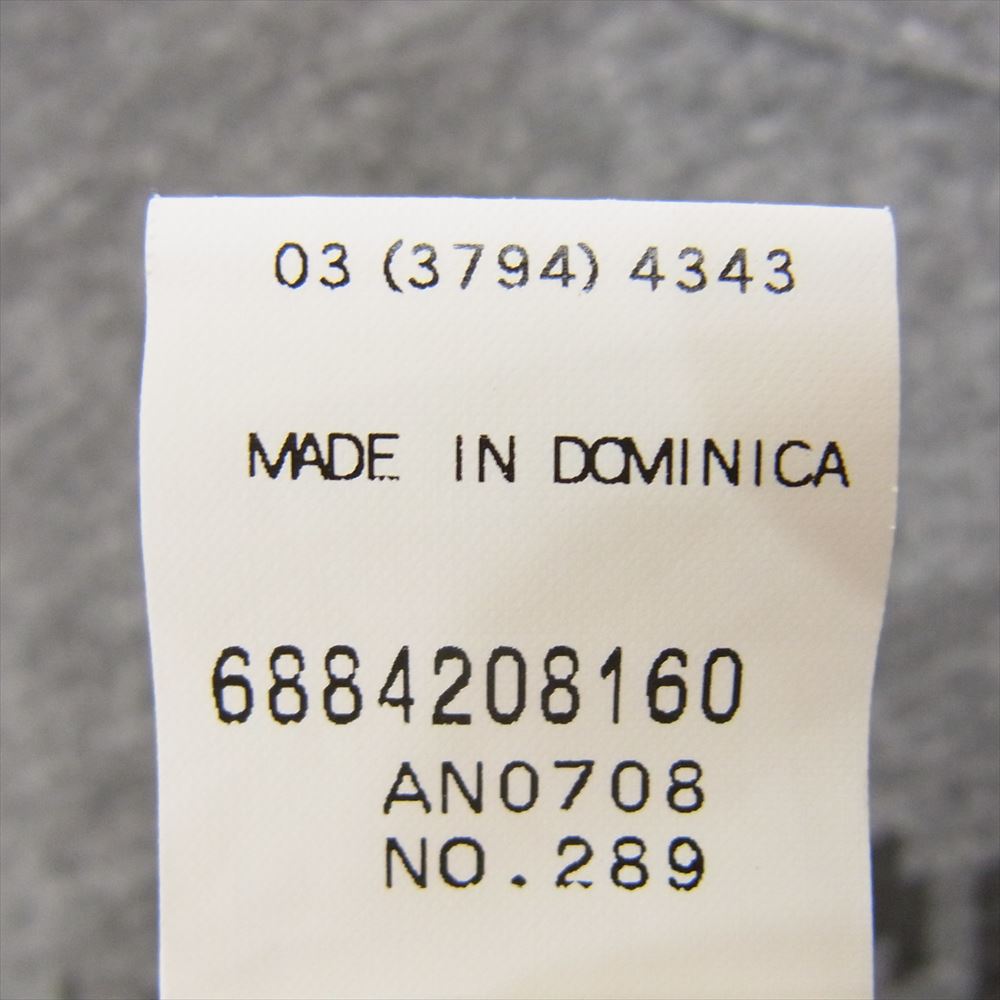 03 (3794) 4343
MADE IN DOMINICA
6884208160
AN0708
NO.289